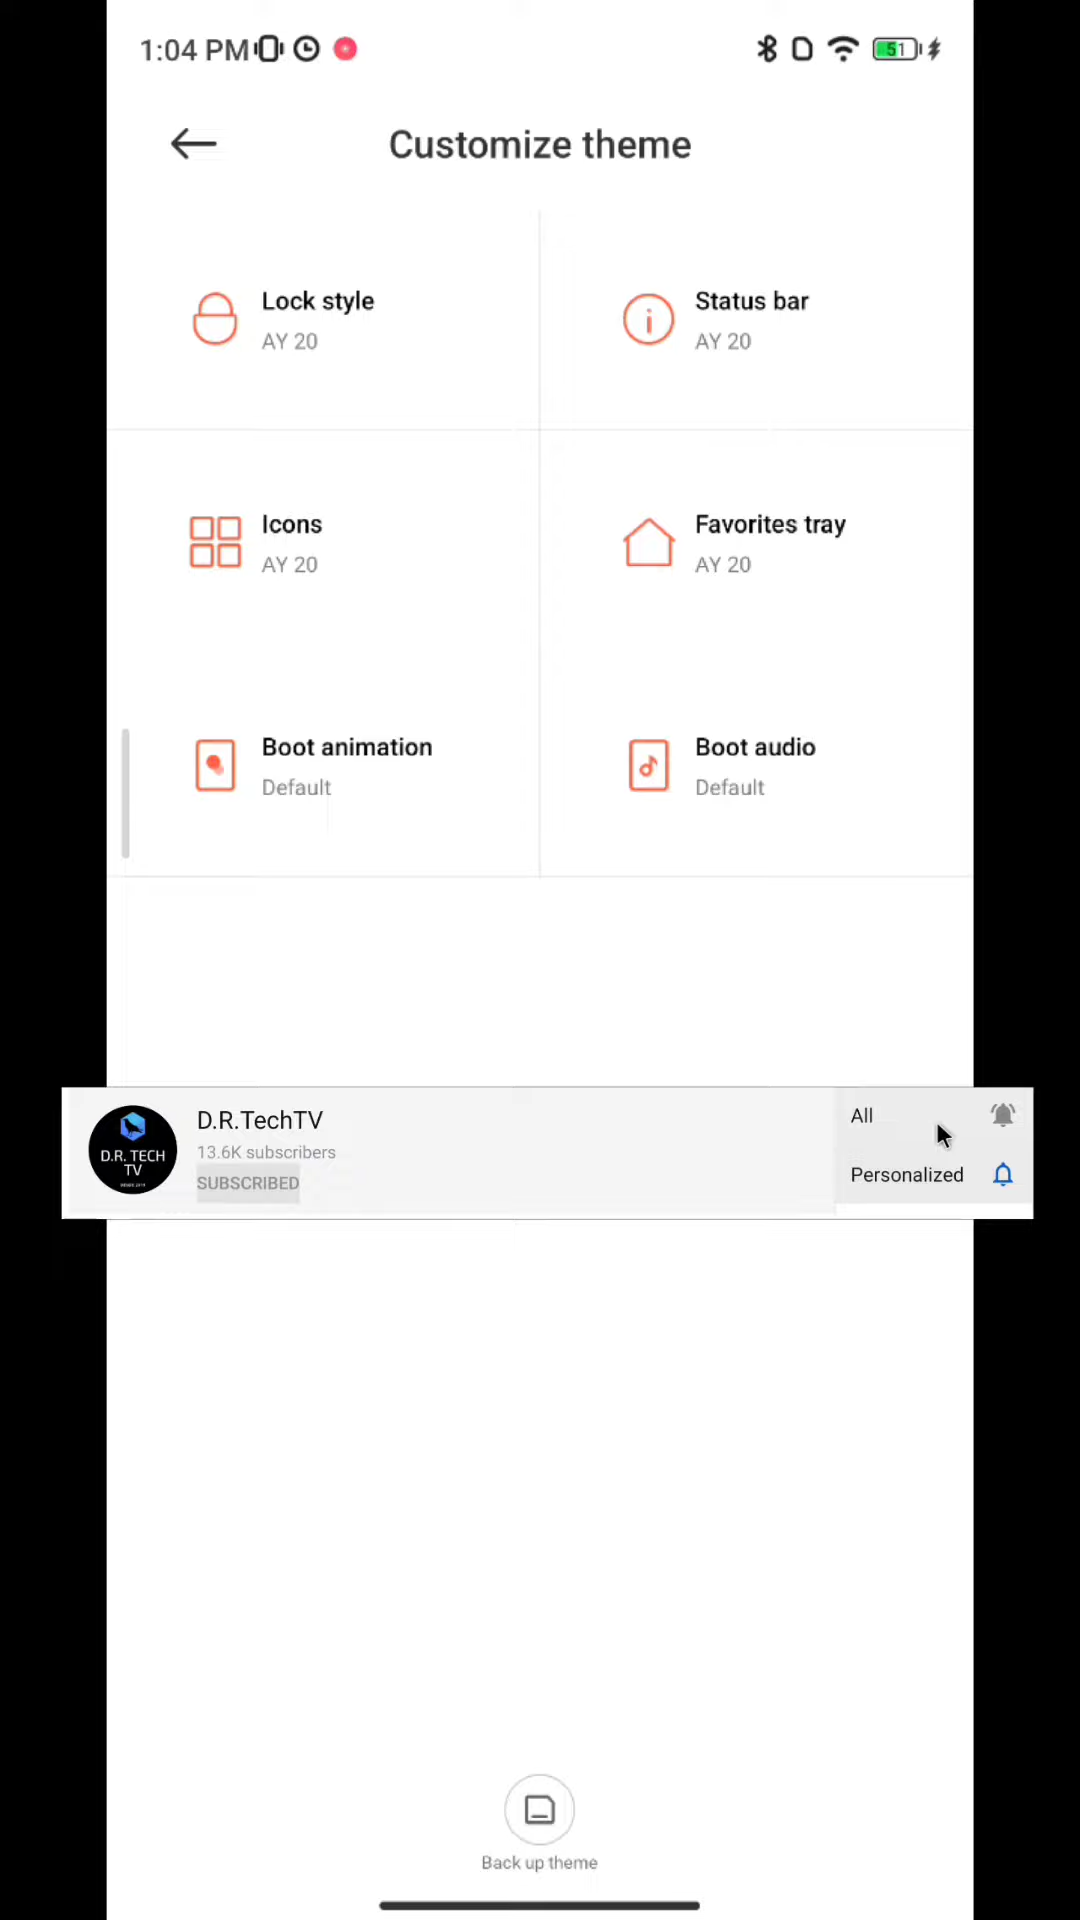 1:04 PM
51
Customize theme
Lock style
AY 20
Status bar
AY 20
Icons
AY 20
Favorites tray
AY 20
Boot animation
Default
Boot audio
Default
D.R. TECH
TV
D.R.TechTV
13.6K subscribers
SUBSCRIBED
All
Personalized
Back up theme